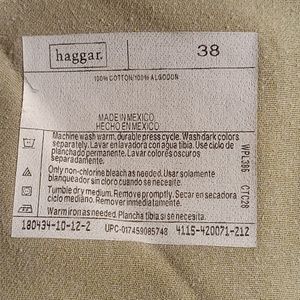 haggar.
38
100% COTTON/100% ALGODON
MADE IN MEXICO
HECHO EN MEXICO
Machine wash warm, durable press cycle. Wash dark colors
separately. Lavar en lavadora con agua tibia. Use ciclo de
planchado permanente. Lavar colores oscuros
separadamente.
Only non-chlorine bleach as needed. Usar solamente
blanqueador sin cloro cuando se necesite.
Tumble dry medium. Remove promptly. Secar en secadora
ciclo mediano. Remover inmediatamente.
Warm iron as needed. Plancha tibia si se necesita.
WPL386 CTC28
180434-10-12-2 UPC-017459085748 4115-420071-212